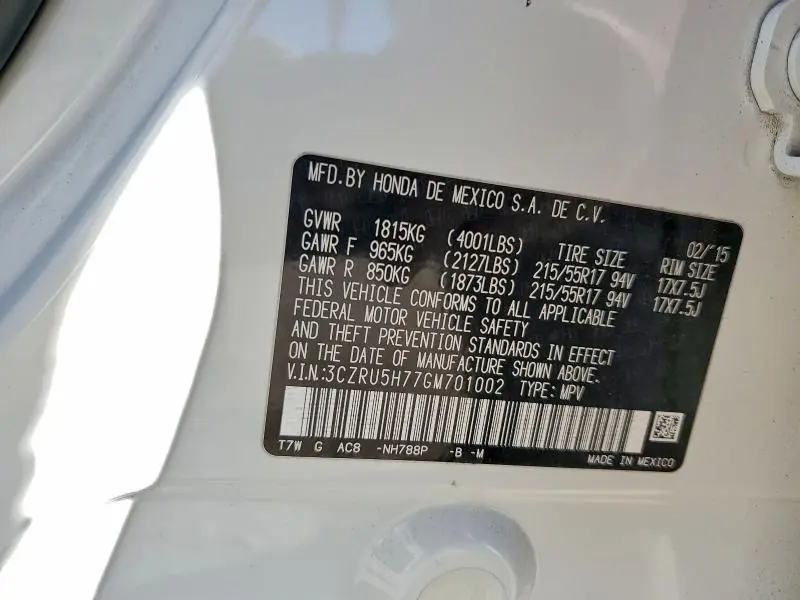 MFD.BY HONDA DE MEXICO S.A. DE C.V.
02/'15
GVWR 1815KG (4001LBS) TIRE SIZE RIM SIZE
GAWR F 965KG (2127LBS) 215/55R17 94V 17X7.5J
GAWR R 850KG (1873LBS) 215/55R17 94V 17X7.5J
THIS VEHICLE CONFORMS TO ALL APPLICABLE
FEDERAL MOTOR VEHICLE SAFETY
AND THEFT PREVENTION STANDARDS IN EFFECT
ON THE DATE OF MANUFACTURE SHOWN ABOVE.
V.I.N.:3CZRU5H77GM701002 TYPE: MPV
T7W G AC8 -NH788P -B -M
MADE IN MEXICO